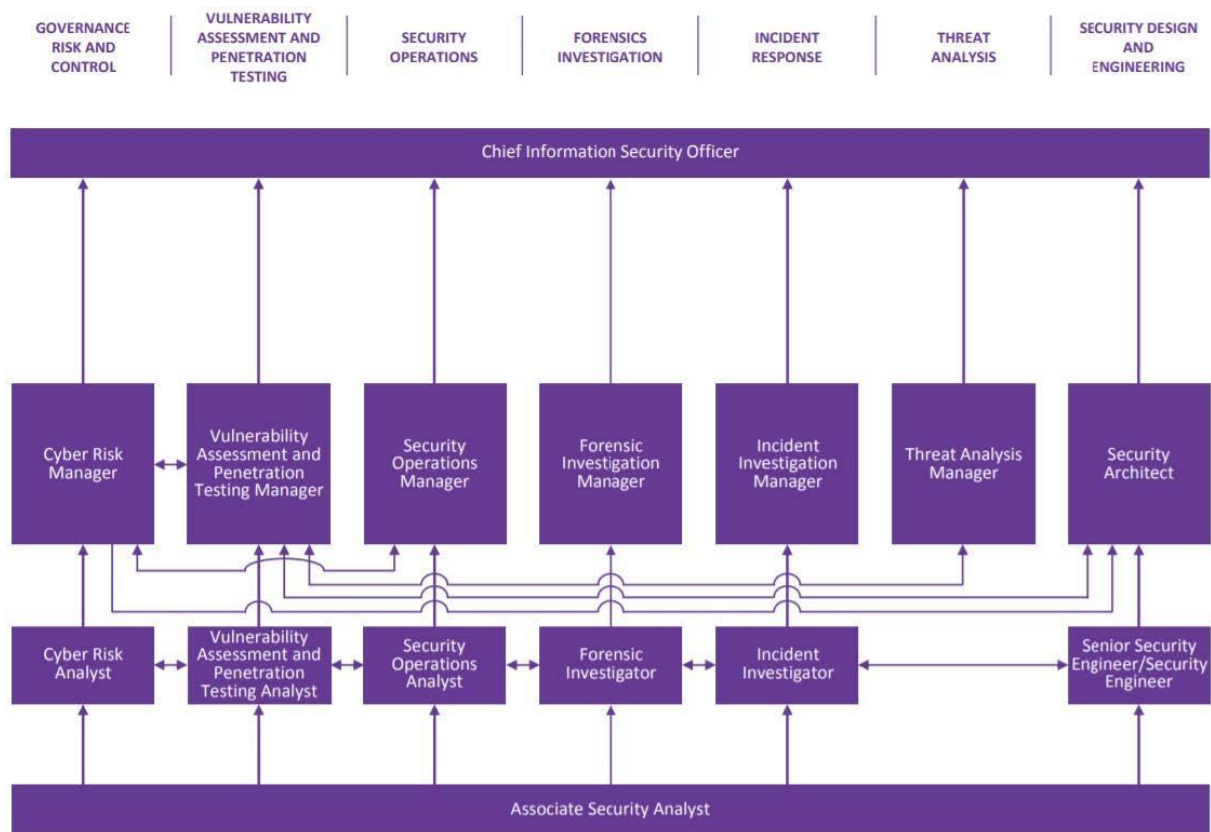 GOVERNANCE
RISK AND
CONTROL
VULNERABILITY
ASSESSMENT AND
PENETRATION
TESTING
SECURITY
OPERATIONS
FORENSICS
INVESTIGATION
INCIDENT
RESPONSE
THREAT
ANALYSIS
SECURITY DESIGN
AND
ENGINEERING
Chief Information Security Officer
Cyber Risk
Manager
Vulnerability
Assessment and
Penetration
Testing Manager
Security
Operations
Manager
Forensic
Investigation
Manager
Incident
Investigation
Manager
Threat Analysis
Manager
Security
Architect
Cyber Risk
Analyst
Vulnerability
Assessment and
Penetration
Testing Analyst
Security
Operations
Analyst
Forensic
Investigator
Incident
Investigator
Senior Security
Engineer/Security
Engineer
Associate Security Analyst